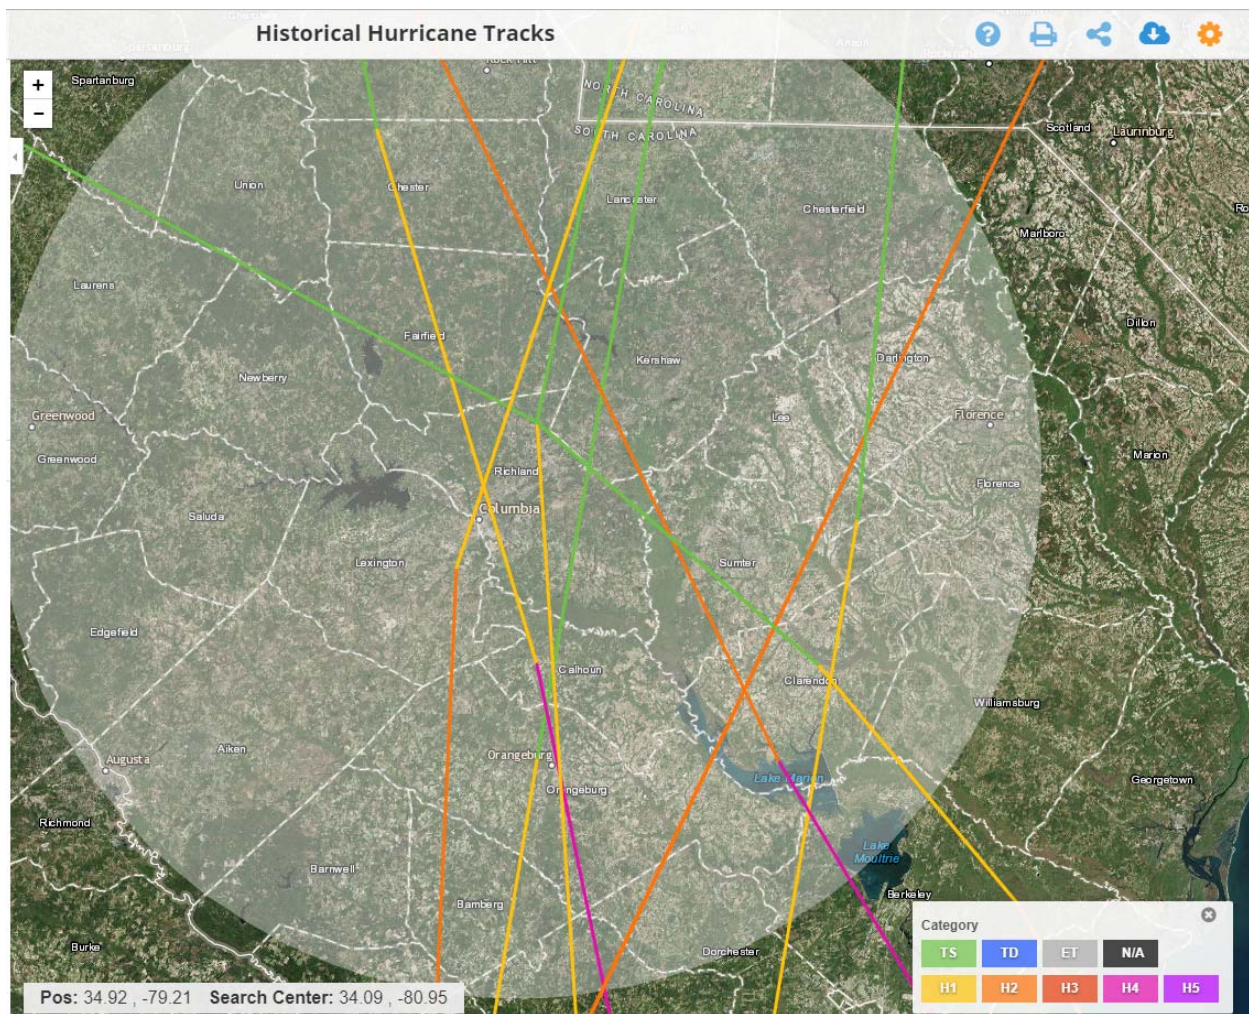 Historical Hurricane Tracks
Spartanburg
+
−
Rock Hill
NORTH CAROLINA
SOUTH CAROLINA
Scotland
Laurinburg
Union
Chester
Lancaster
Chesterfield
Marlboro
Laurens
Dillon
Fairfield
Kershaw
Darlington
Newberry
Greenwood
Lee
Florence
Greenwood
Richland
Marion
Florence
Saluda
Columbia
Lexington
Sumter
Edgefield
Calhoun
Clarendon
Williamsburg
Aiken
Augusta
Orangeburg
Lake Marion
Georgetown
Orangeburg
Richmond
Lake
Moultrie
Barnwell
Berkeley
Bamberg
Burke
Dorchester
Category
TS TD ET N/A
H1 H2 H3 H4 H5
Pos: 34.92 , -79.21 Search Center: 34.09 , -80.95